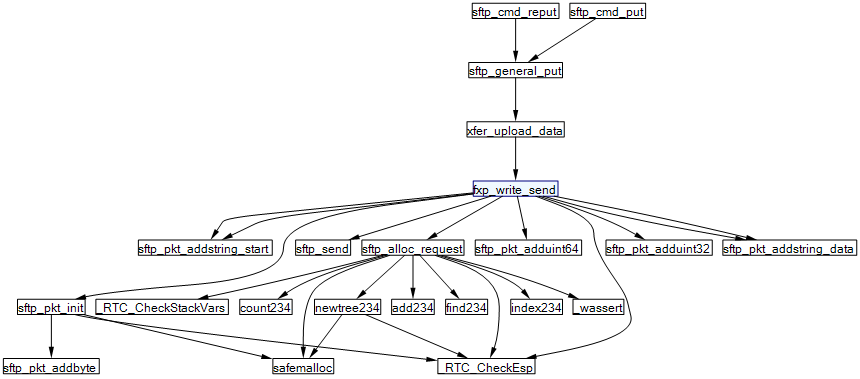 sftp_cmd_reput
sftp_cmd_put
sftp_general_put
xfer_upload_data
fxp_write_send
sftp_pkt_addstring_start
sftp_send
sftp_alloc_request
sftp_pkt_adduint64
sftp_pkt_adduint32
sftp_pkt_addstring_data
sftp_pkt_init
_RTC_CheckStackVars
count234
newtree234
add234
find234
index234
_wassert
sftp_pkt_addbyte
safemalloc
_RTC_CheckEsp